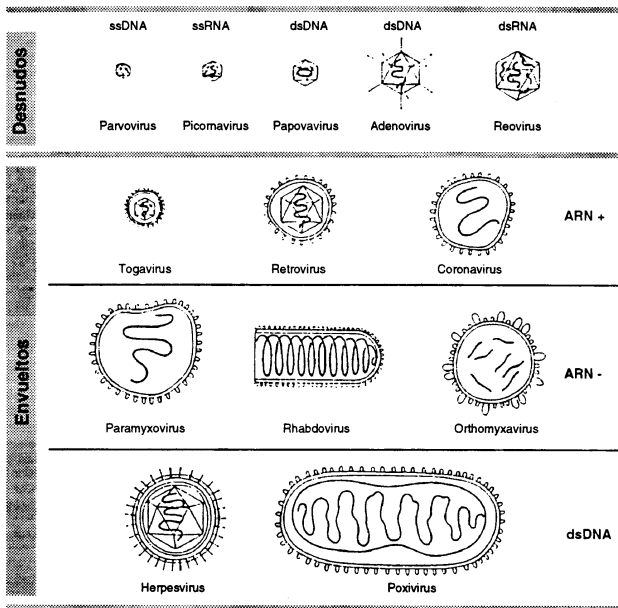 Desnudos
ssDNA ssRNA dsDNA dsDNA dsRNA
Parvovirus Picornavirus Papovavirus Adenovirus Reovirus
Envueltos
ARN +
Togavirus Retrovirus Coronavirus
ARN -
Paramyxovirus Rhabdovirus Orthomyxavirus
dsDNA
Herpesvirus Poxivirus